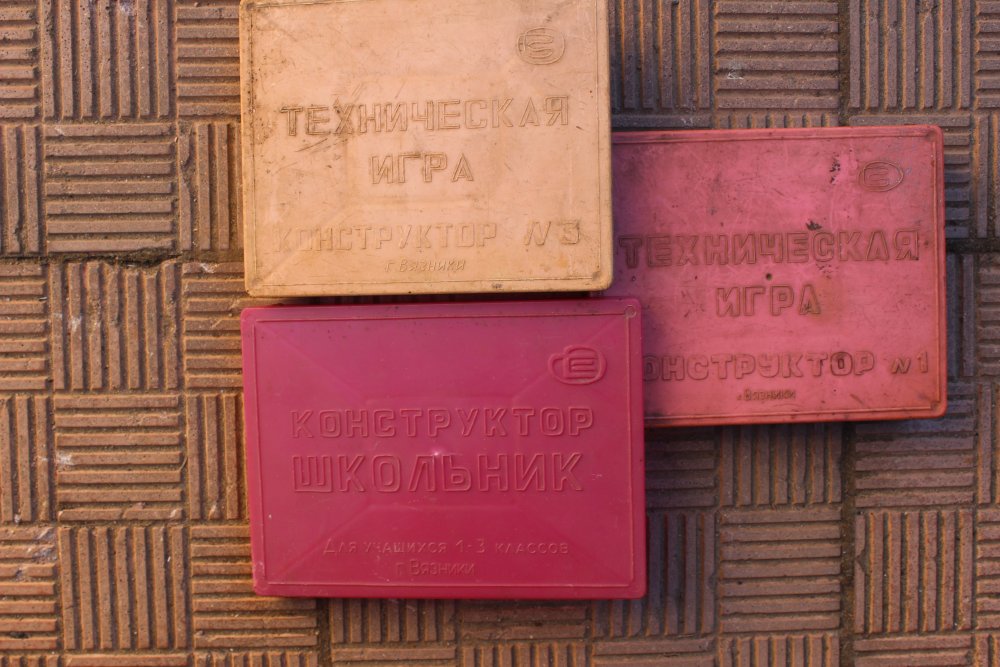 ТЕХНИЧЕСКАЯ
ИГРА
КОНСТРУКТОР №3
г. Вязники
ТЕХНИЧЕСКАЯ
ИГРА
КОНСТРУКТОР №1
г. Вязники
КОНСТРУКТОР
ШКОЛЬНИК
Для учащихся 1-3 классов
г. Вязники